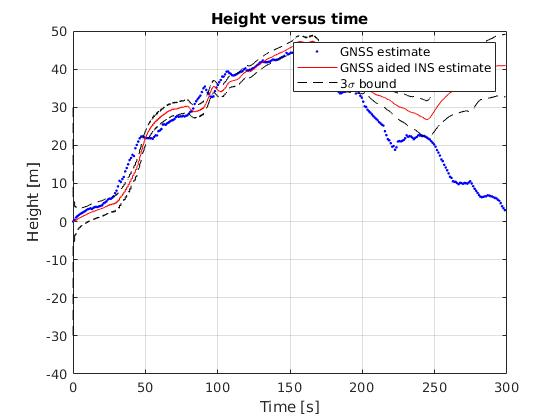 Height versus time
Height [m]
50
40
30
20
10
0
-10
-20
-30
-40
GNSS estimate
GNSS aided INS estimate
3σ bound
0 50 100 150 200 250 300
Time [s]